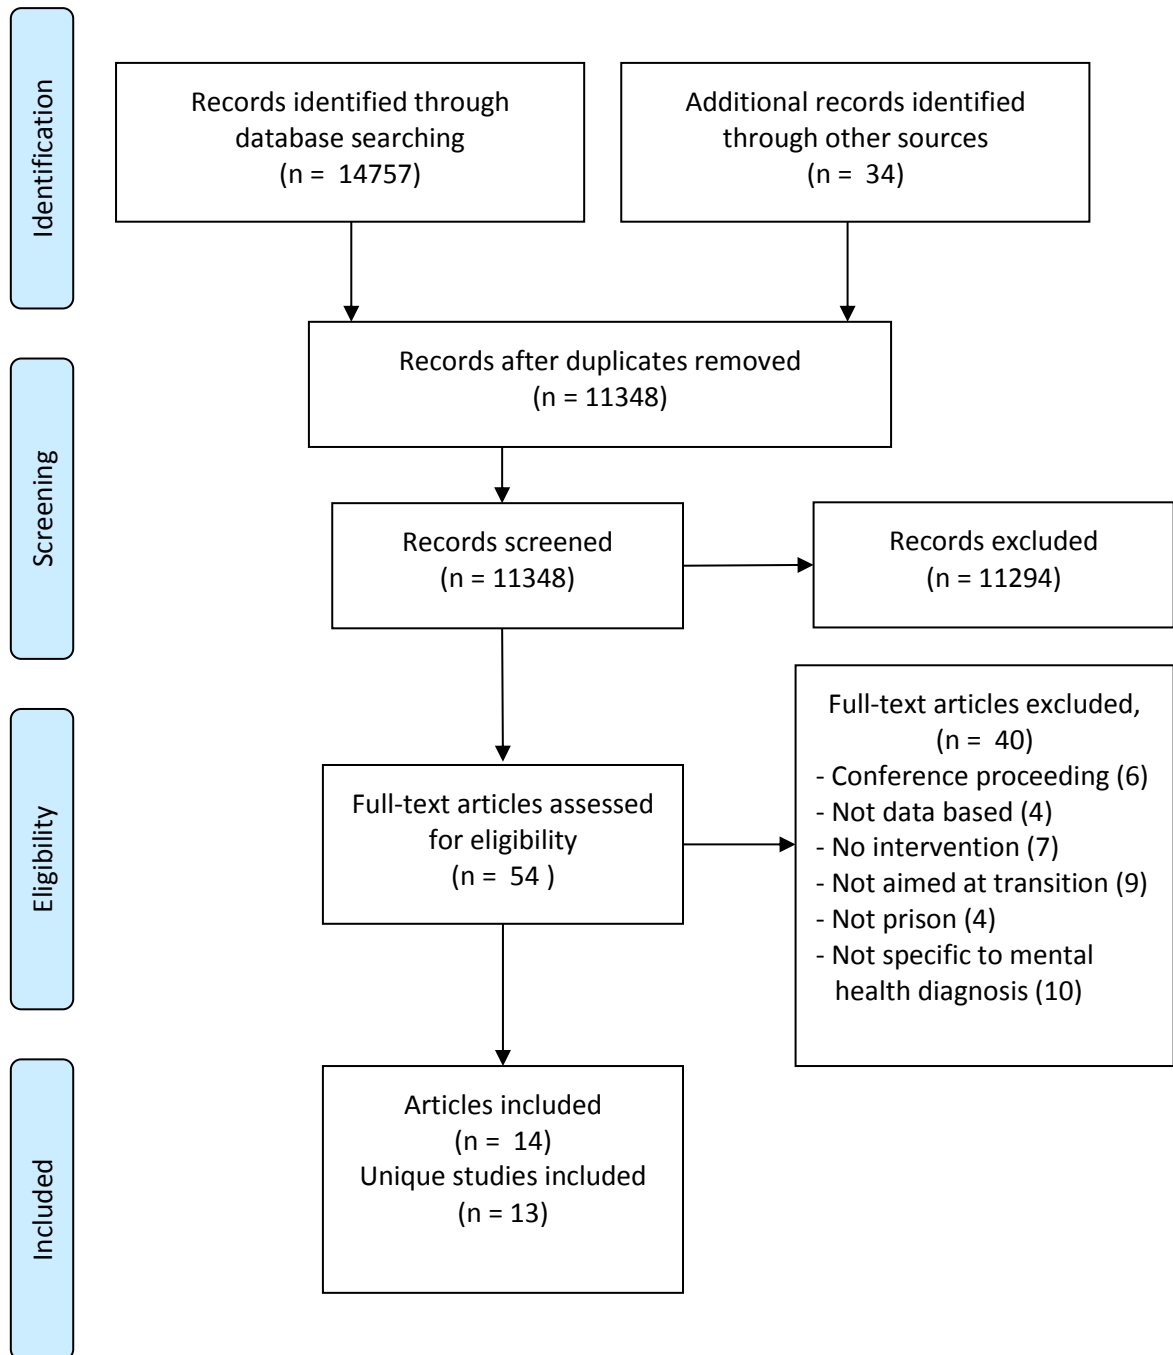 Identification
Records identified through
database searching
(n = 14757)
Additional records identified
through other sources
(n = 34)
Records after duplicates removed
(n = 11348)
Screening
Records screened
(n = 11348)
Records excluded
(n = 11294)
Eligibility
Full-text articles assessed
for eligibility
(n = 54 )
Full-text articles excluded,
(n = 40)
- Conference proceeding (6)
- Not data based (4)
- No intervention (7)
- Not aimed at transition (9)
- Not prison (4)
- Not specific to mental
health diagnosis (10)
Included
Articles included
(n = 14)
Unique studies included
(n = 13)